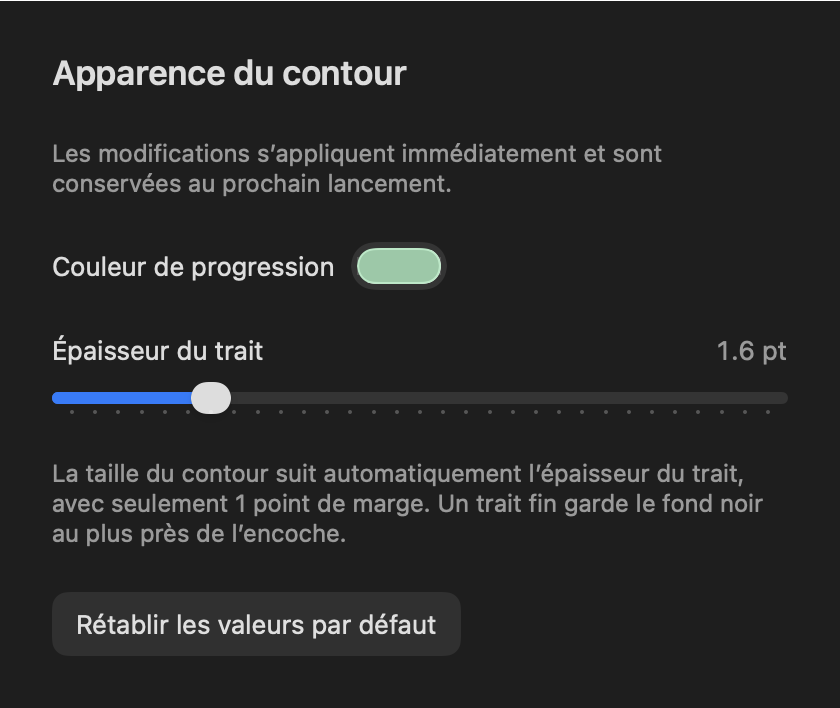 Apparence du contour
Les modifications s’appliquent immédiatement et sont
conservées au prochain lancement.
Couleur de progression
Épaisseur du trait
1.6 pt
La taille du contour suit automatiquement l’épaisseur du trait,
avec seulement 1 point de marge. Un trait fin garde le fond noir
au plus près de l’encoche.
Rétablir les valeurs par défaut